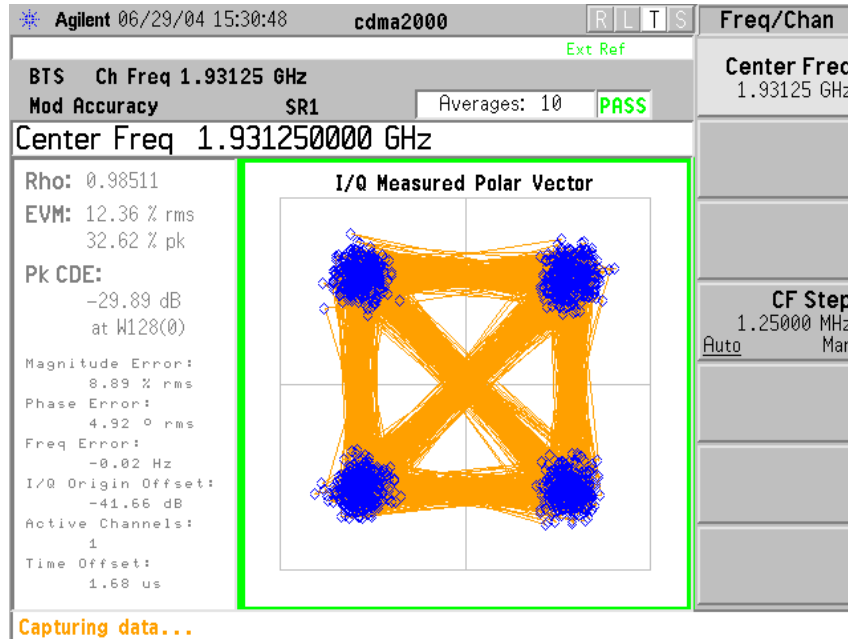 Agilent 06/29/04 15:30:48 cdma2000 R L T S Freq/Chan
Ext Ref
BTS Ch Freq 1.93125 GHz
Mod Accuracy SR1 Averages: 10 PASS
Center Freq 1.931250000 GHz
Center Freq
1.93125 GHz
Rho: 0.98511
EVM: 12.36 % rms
32.62 % pk
Pk CDE:
-29.89 dB
at W128(0)
Magnitude Error:
8.89 % rms
Phase Error:
4.92 º rms
Freq Error:
-0.02 Hz
I/Q Origin Offset:
-41.66 dB
Active Channels:
1
Time Offset:
1.68 us
I/Q Measured Polar Vector
CF Step
1.25000 MHz
Auto Man
Capturing data...